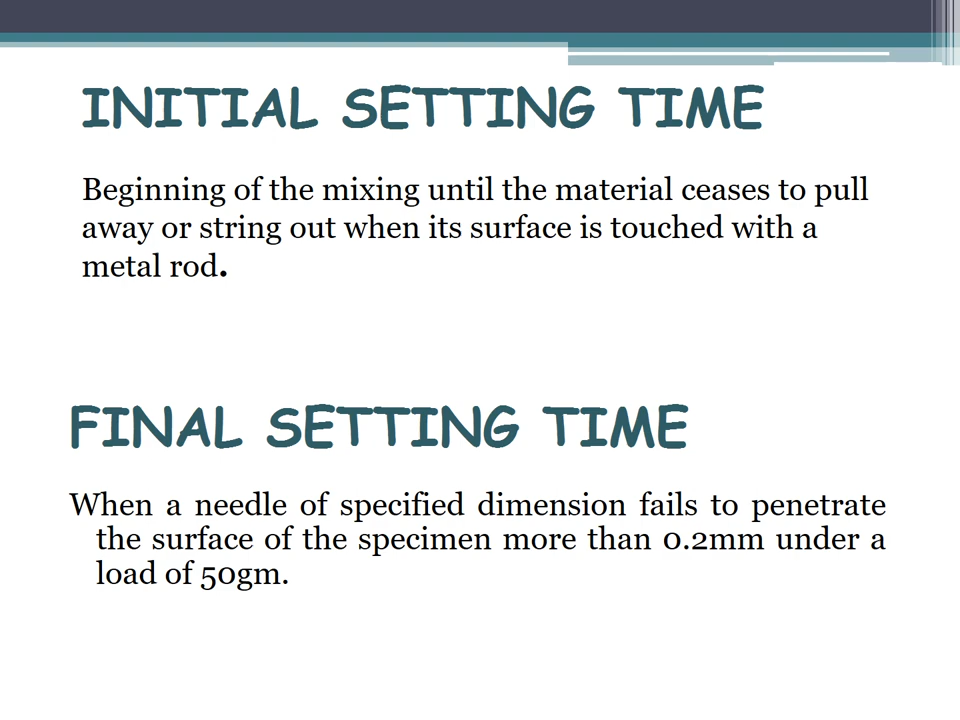 INITIAL SETTING TIME
Beginning of the mixing until the material ceases to pull
away or string out when its surface is touched with a
metal rod.
FINAL SETTING TIME
When a needle of specified dimension fails to penetrate
the surface of the specimen more than 0.2mm under a
load of 50gm.